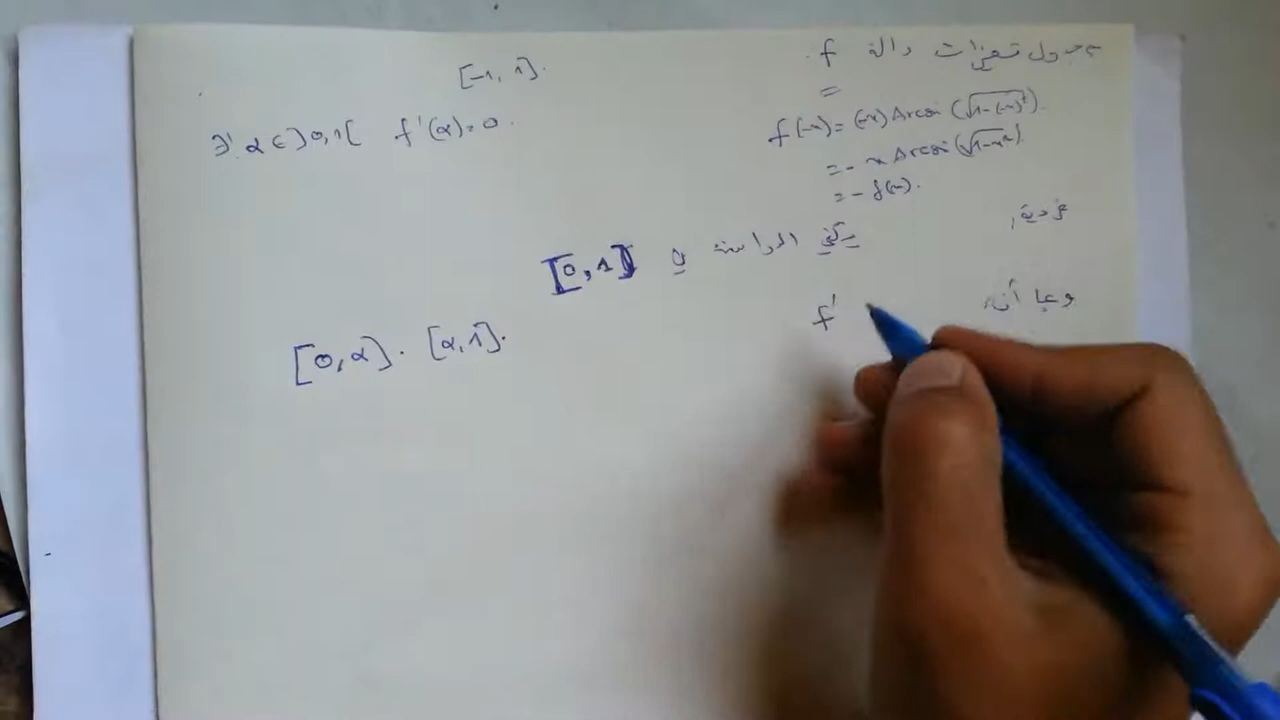 جدول تغيرات دالة f
[-1, 1].
=
∃! α ∈ ]0,1[ f'(α)=0.
f(-x) = (-x) Arcsin(√1-(-x)²).
= - x Arcsin(√1-x²)
= - f(x).
فردية,
يكفي الدراسة في [0,1]
وبما أن, f'
[0,α]. [α,1].